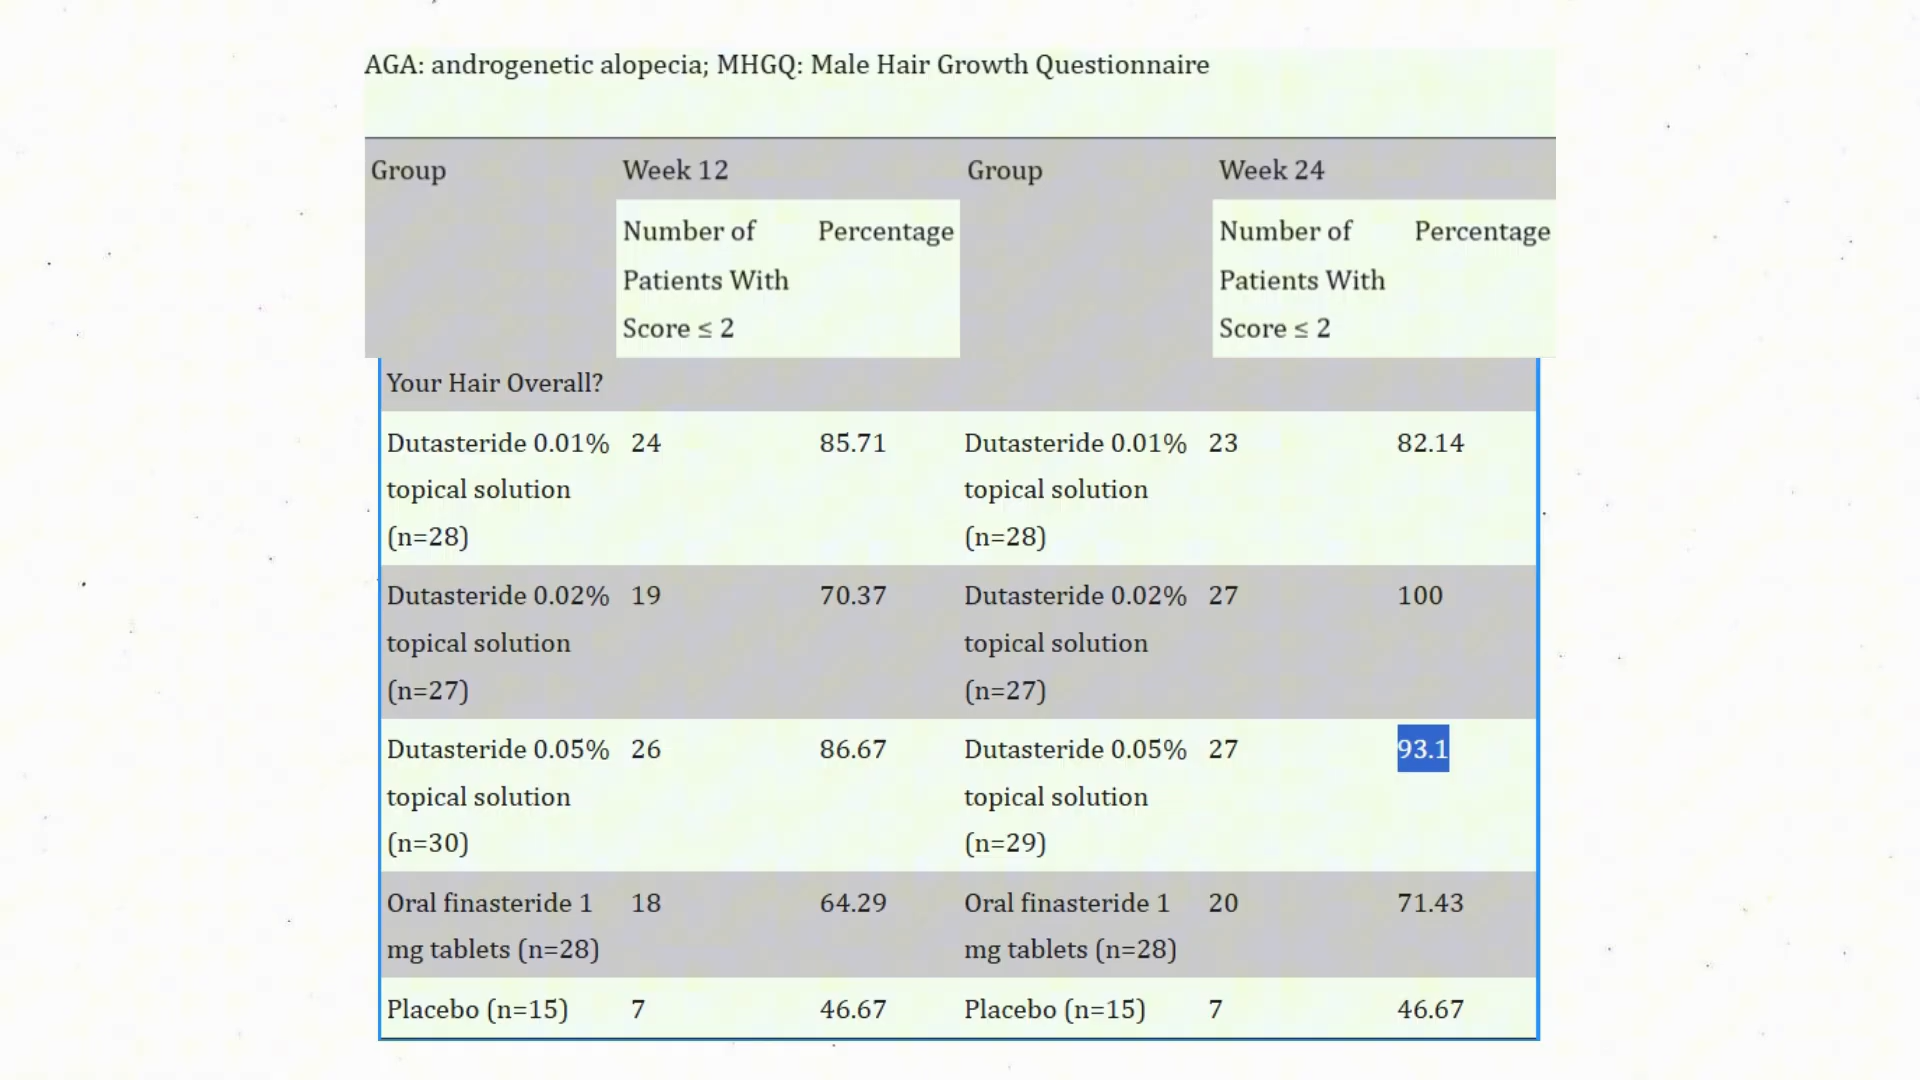 AGA: androgenetic alopecia; MHGQ: Male Hair Growth Questionnaire
Group Week 12 Group Week 24
Number of Percentage Number of Percentage
Patients With Patients With
Score ≤ 2 Score ≤ 2
Your Hair Overall?
Dutasteride 0.01% 24 85.71 Dutasteride 0.01% 23 82.14
topical solution topical solution
(n=28) (n=28)
Dutasteride 0.02% 19 70.37 Dutasteride 0.02% 27 100
topical solution topical solution
(n=27) (n=27)
Dutasteride 0.05% 26 86.67 Dutasteride 0.05% 27 93.1
topical solution topical solution
(n=30) (n=29)
Oral finasteride 1 18 64.29 Oral finasteride 1 20 71.43
mg tablets (n=28) mg tablets (n=28)
Placebo (n=15) 7 46.67 Placebo (n=15) 7 46.67